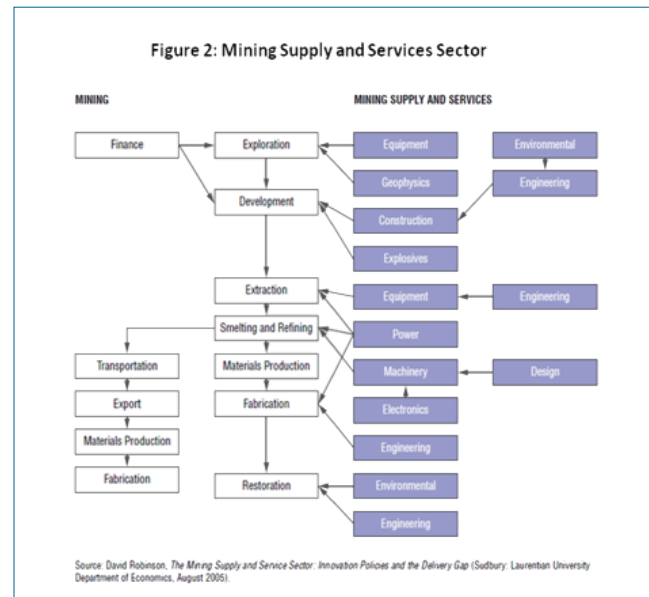 Figure 2: Mining Supply and Services Sector
MINING
MINING SUPPLY AND SERVICES
Finance
Exploration
Equipment
Environmental
Geophysics
Engineering
Development
Construction
Explosives
Extraction
Equipment
Engineering
Smelting and Refining
Power
Transportation
Materials Production
Machinery
Design
Export
Fabrication
Electronics
Materials Production
Engineering
Fabrication
Restoration
Environmental
Engineering
Source: David Robinson, The Mining Supply and Service Sector: Innovation Policies and the Delivery Gap (Sudbury: Laurentian University
Department of Economics, August 2005).